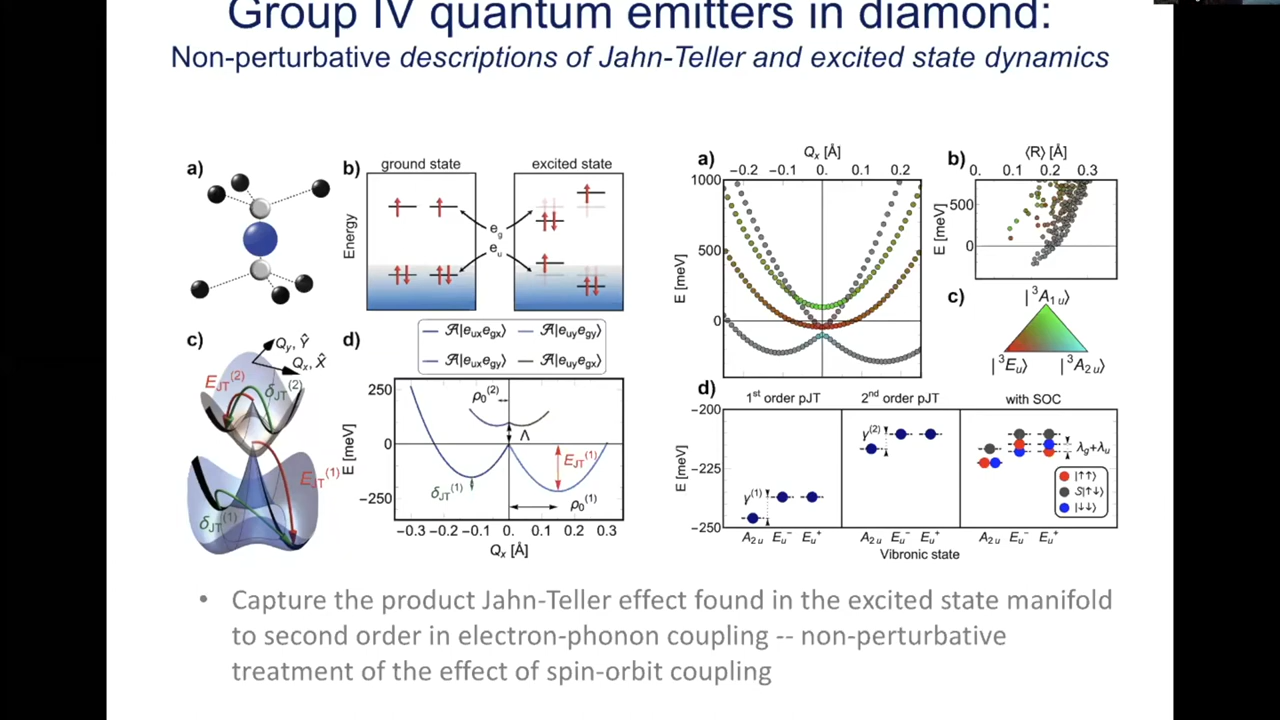 Group IV quantum emitters in diamond:
Non-perturbative descriptions of Jahn-Teller and excited state dynamics
a)
b)
ground state
excited state
Energy
e_g
e_u
c)
Q_y, Ŷ
Q_x, X̂
E_JT^(2)
δ_JT^(2)
E_JT^(1)
δ_JT^(1)
d)
𝒜|e_ux e_gx⟩ 𝒜|e_uy e_gy⟩
𝒜|e_ux e_gy⟩ 𝒜|e_uy e_gx⟩
250
0
−250
E [meV]
ρ_0^(2)
Λ
E_JT^(1)
δ_JT^(1)
ρ_0^(1)
−0.3 −0.2 −0.1 0. 0.1 0.2 0.3
Q_x [Å]
a)
Q_x [Å]
−0.2 −0.1 0.0 0.1 0.2
1000
500
0
E [meV]
b)
⟨R⟩ [Å]
0. 0.1 0.2 0.3
500
0
E [meV]
c)
|³A_1u⟩
|³E_u⟩ |³A_2u⟩
d)
1st order pJT 2nd order pJT with SOC
−200
−225
−250
E [meV]
γ^(1)
γ^(2)
λ_g+λ_u
|↑↑⟩
𝒮|↑↓⟩
|↓↓⟩
A_2u E_u^- E_u^+ A_2u E_u^- E_u^+ A_2u E_u^- E_u^+
Vibronic state
• Capture the product Jahn-Teller effect found in the excited state manifold
to second order in electron-phonon coupling -- non-perturbative
treatment of the effect of spin-orbit coupling